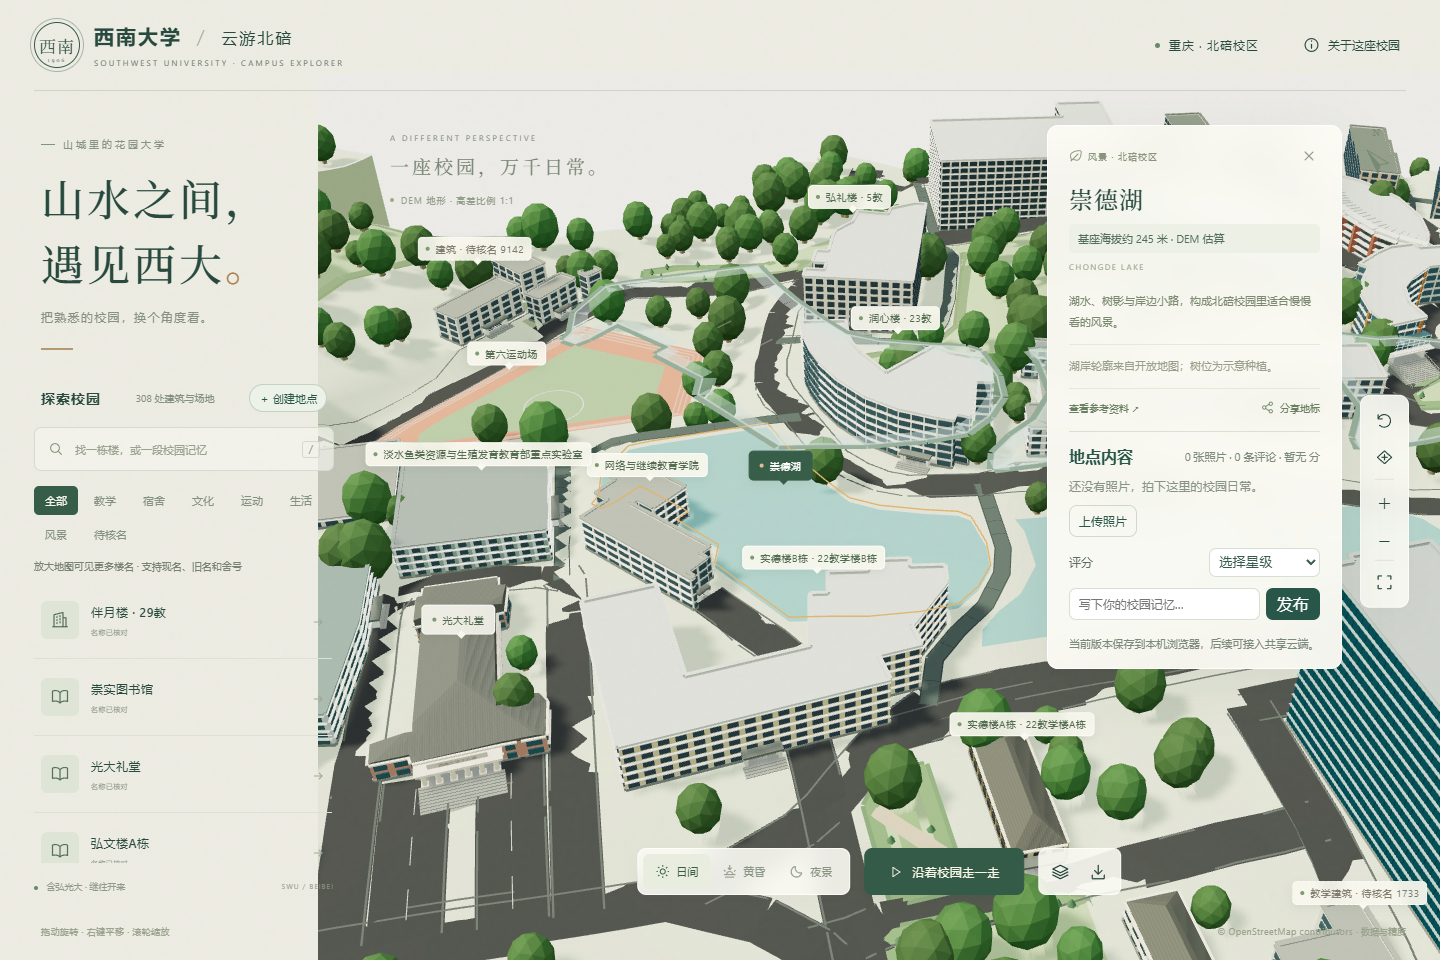 西南
1906
西南大学 / 云游北碚
SOUTHWEST UNIVERSITY · CAMPUS EXPLORER
重庆 · 北碚校区
关于这座校园
山城里的花园大学
山水之间，
遇见西大。
把熟悉的校园，换个角度看。
探索校园
308 处建筑与场地
+ 创建地点
找一栋楼，或一段校园记忆
/
全部 教学 宿舍 文化 运动 生活
风景 待核名
放大地图可见更多楼名 · 支持现名、旧名和舍号
伴月楼 · 29教
名称已核对
崇实图书馆
名称已核对
光大礼堂
名称已核对
弘文楼A栋
含弘光大 · 继往开来
SWU / BEIBEI
拖动旋转 · 右键平移 · 滚轮缩放
A DIFFERENT PERSPECTIVE
一座校园，万千日常。
DEM 地形 · 高差比例 1:1
弘礼楼 · 5教
建筑 · 待核名 9142
润心楼 · 23教
第六运动场
淡水鱼类资源与生殖发育教育部重点实验室
网络与继续教育学院
崇德湖
实德楼B栋 · 22教学楼B栋
光大礼堂
实德楼A栋 · 22教学楼A栋
教学建筑 · 待核名 1733
风景 · 北碚校区
崇德湖
基座海拔约 245 米 · DEM 估算
CHONGDE LAKE
湖水、树影与岸边小路，构成北碚校园里适合慢慢
看的风景。
湖岸轮廓来自开放地图；树位为示意种植。
查看参考资料 ↗
分享地标
地点内容
0 张照片 · 0 条评论 · 暂无 分
还没有照片，拍下这里的校园日常。
上传照片
评分
选择星级
写下你的校园记忆...
发布
当前版本保存到本机浏览器，后续可接入共享云端。
日间 黄昏 夜景
沿着校园走一走
© OpenStreetMap contributors · 数据与精度